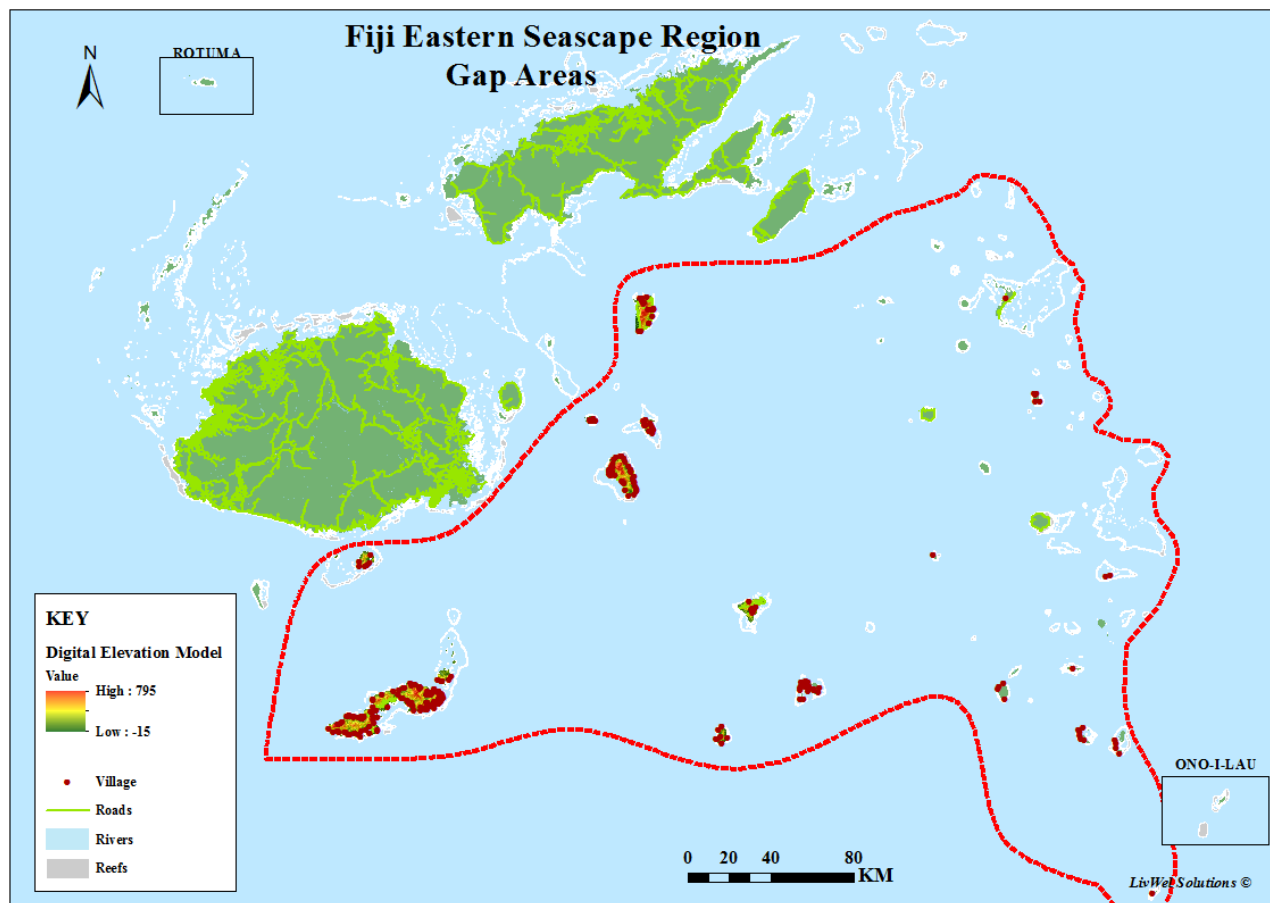 Fiji Eastern Seascape Region
Gap Areas
N
ROTUMA
KEY
Digital Elevation Model
Value
High : 795
Low : -15
Village
Roads
Rivers
Reefs
ONO-I-LAU
0 20 40 80
KM
LivWel Solutions ©